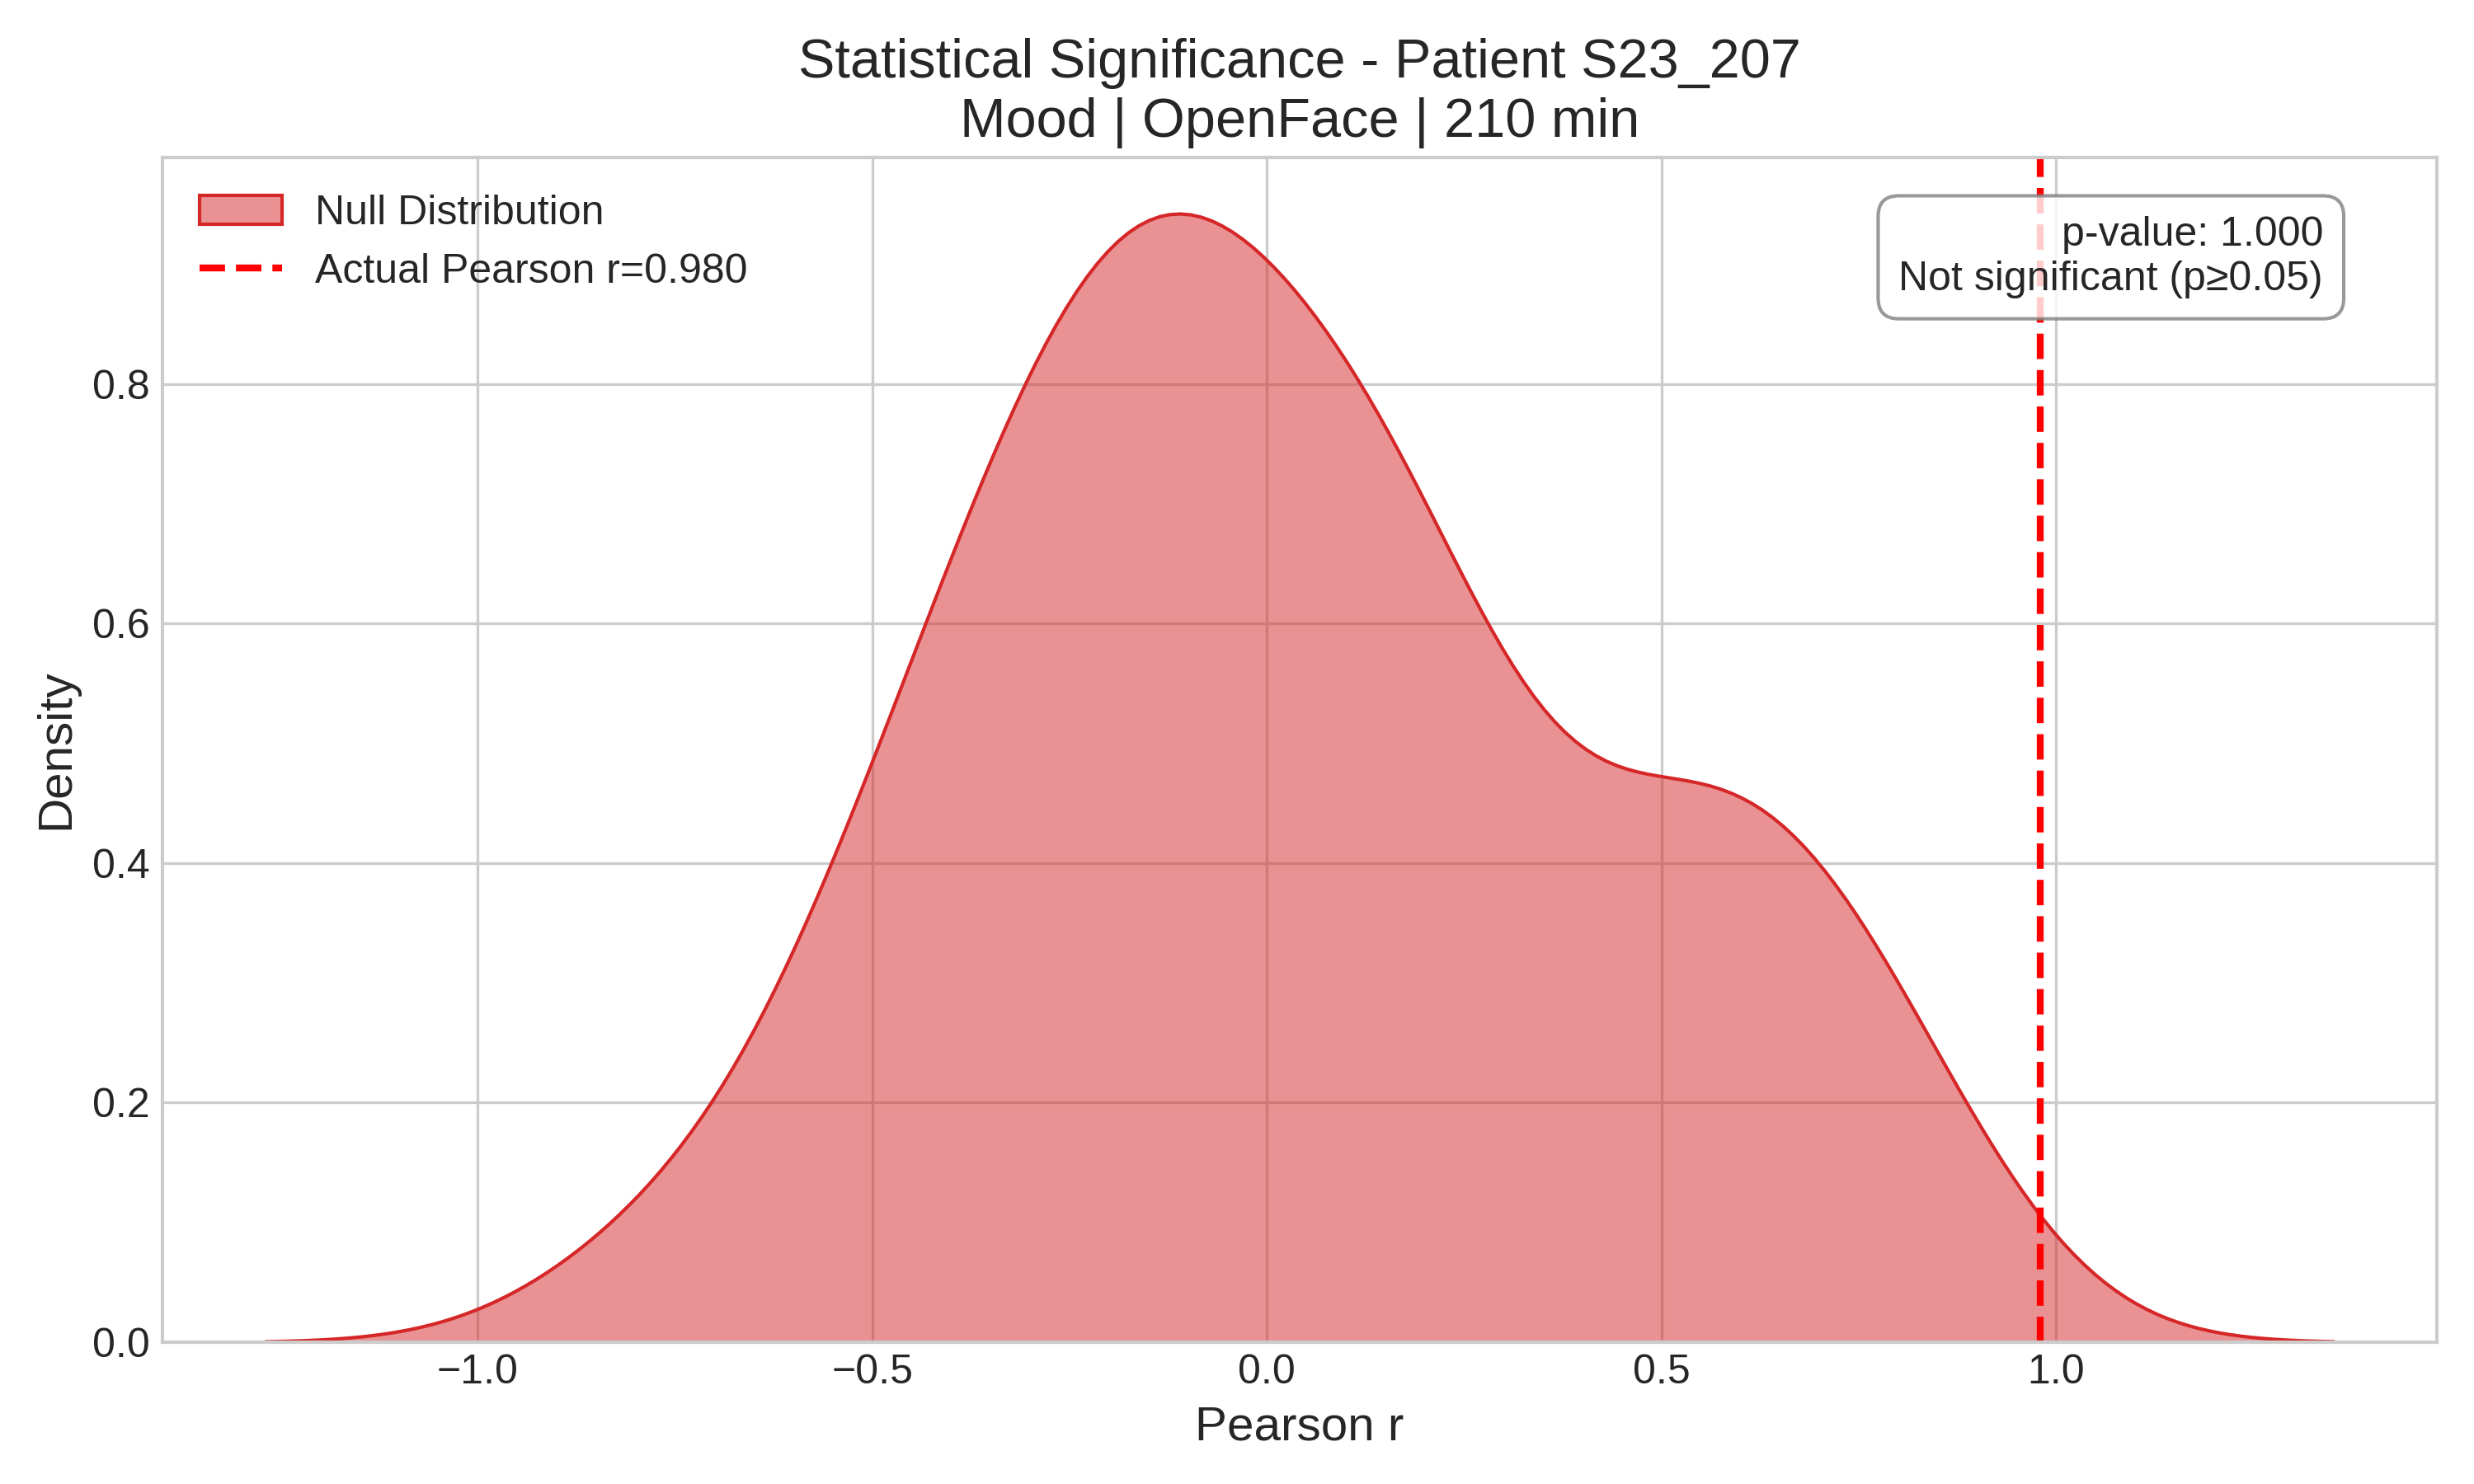 Statistical Significance - Patient S23_207
Mood | OpenFace | 210 min
Null Distribution
Actual Pearson r=0.980
p-value: 1.000
Not significant (p≥0.05)
Density
0.8
0.6
0.4
0.2
0.0
−1.0
−0.5
0.0
0.5
1.0
Pearson r